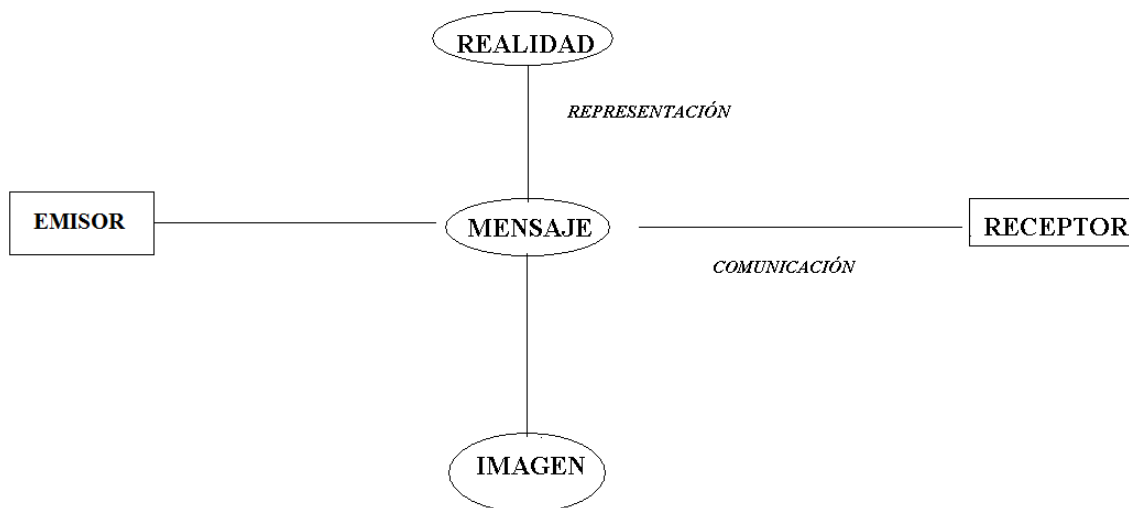 REALIDAD
REPRESENTACIÓN
EMISOR
MENSAJE
RECEPTOR
COMUNICACIÓN
IMAGEN